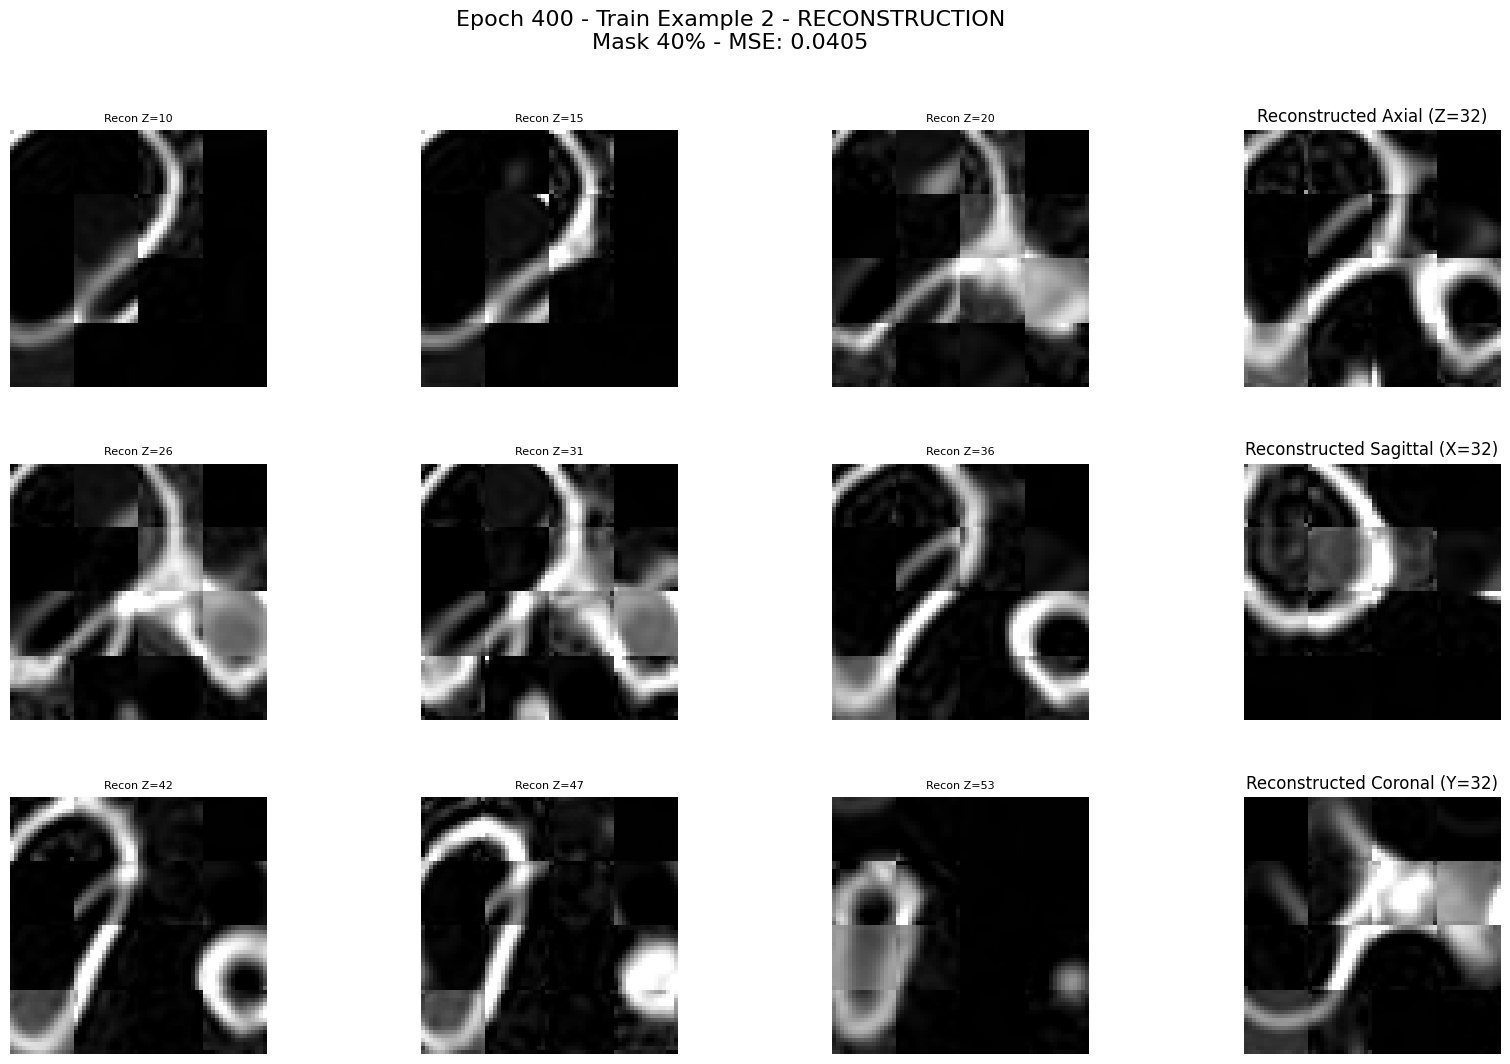 Epoch 400 - Train Example 2 - RECONSTRUCTION
Mask 40% - MSE: 0.0405
Recon Z=10
Recon Z=15
Recon Z=20
Reconstructed Axial (Z=32)
Recon Z=26
Recon Z=31
Recon Z=36
Reconstructed Sagittal (X=32)
Recon Z=42
Recon Z=47
Recon Z=53
Reconstructed Coronal (Y=32)